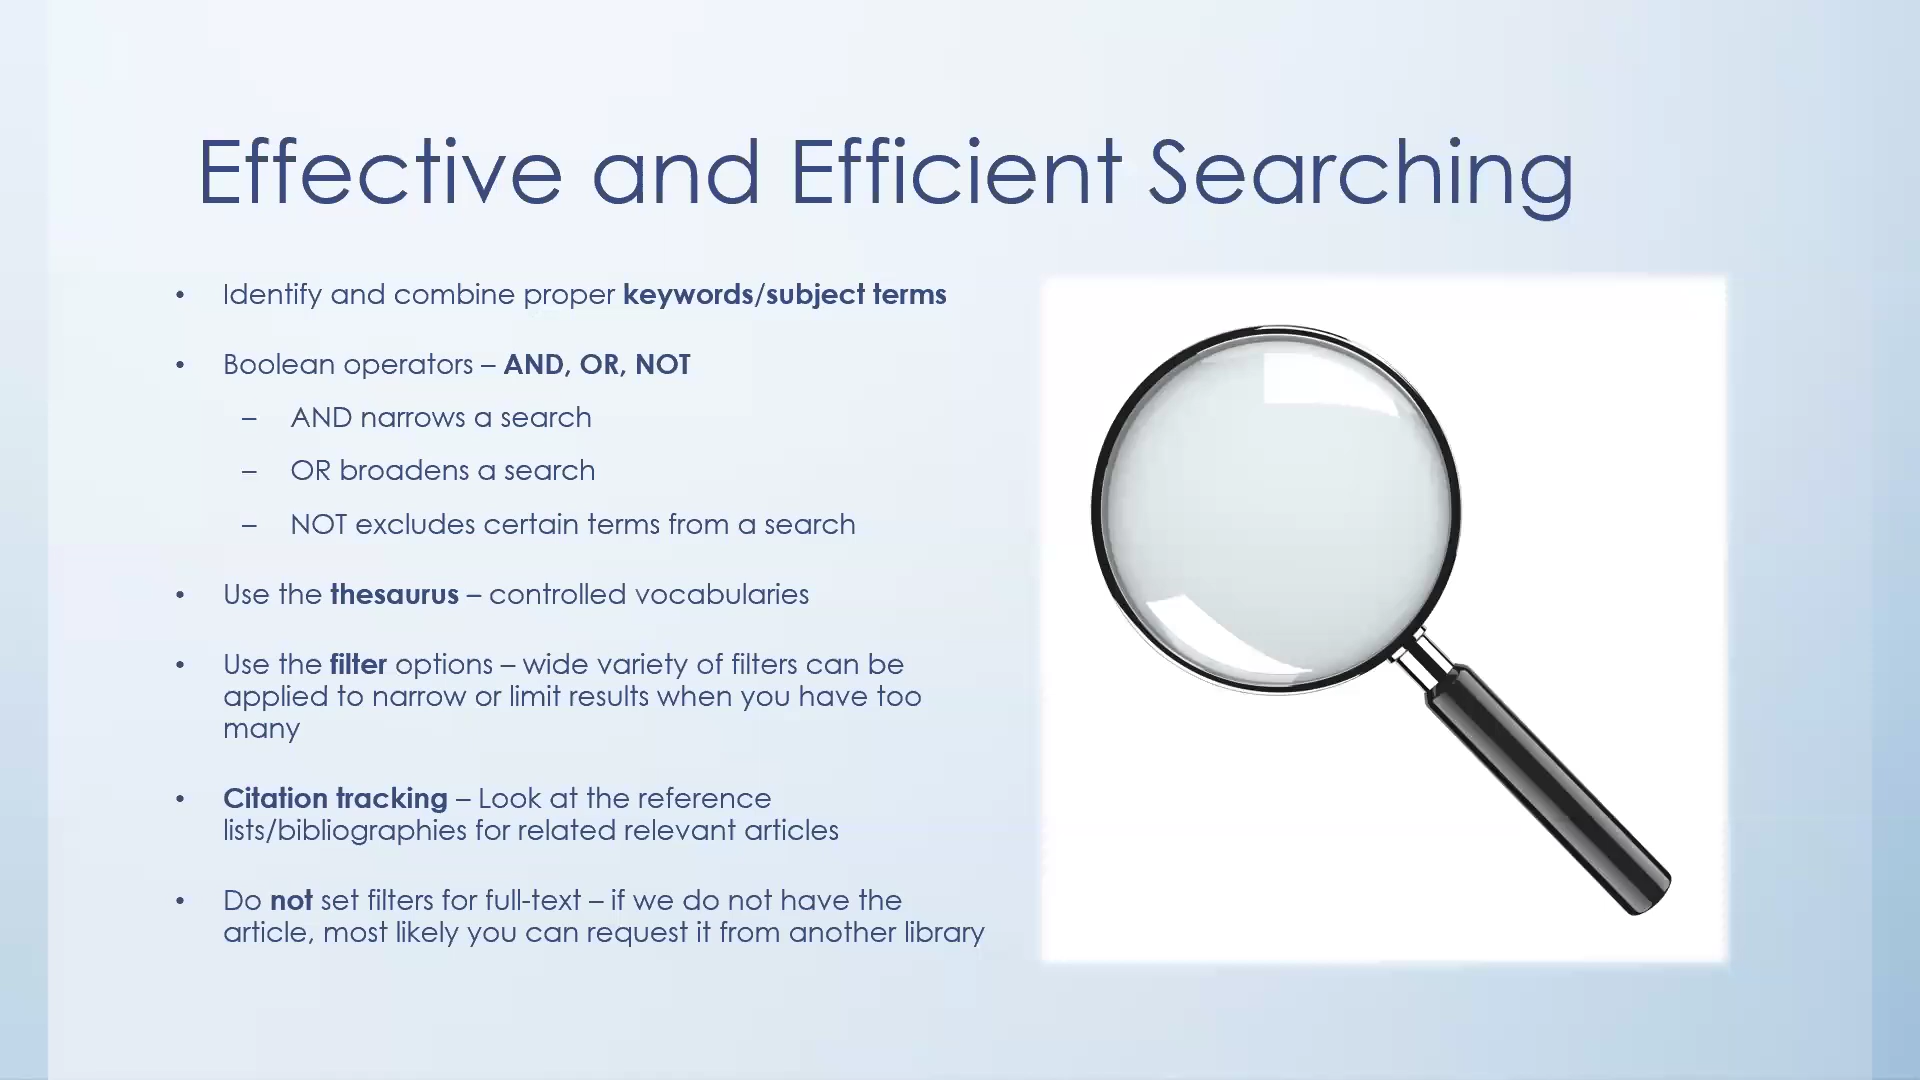 Effective and Efficient Searching
• Identify and combine proper keywords/subject terms
• Boolean operators – AND, OR, NOT
– AND narrows a search
– OR broadens a search
– NOT excludes certain terms from a search
• Use the thesaurus – controlled vocabularies
• Use the filter options – wide variety of filters can be
applied to narrow or limit results when you have too
many
• Citation tracking – Look at the reference
lists/bibliographies for related relevant articles
• Do not set filters for full-text – if we do not have the
article, most likely you can request it from another library